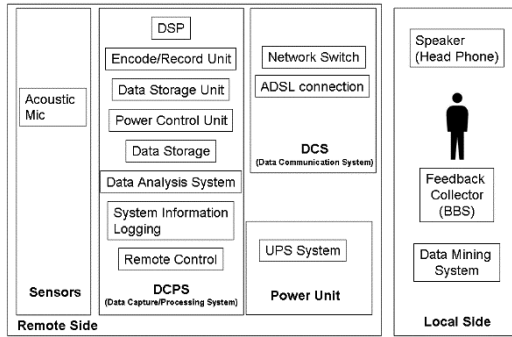 Acoustic
Mic
Sensors
DSP
Encode/Record Unit
Data Storage Unit
Power Control Unit
Data Storage
Data Analysis System
System Information
Logging
Remote Control
DCPS
(Data Capture/Processing System)
Network Switch
ADSL connection
DCS
(Data Communication System)
UPS System
Power Unit
Remote Side
Speaker
(Head Phone)
Feedback
Collector
(BBS)
Data Mining
System
Local Side